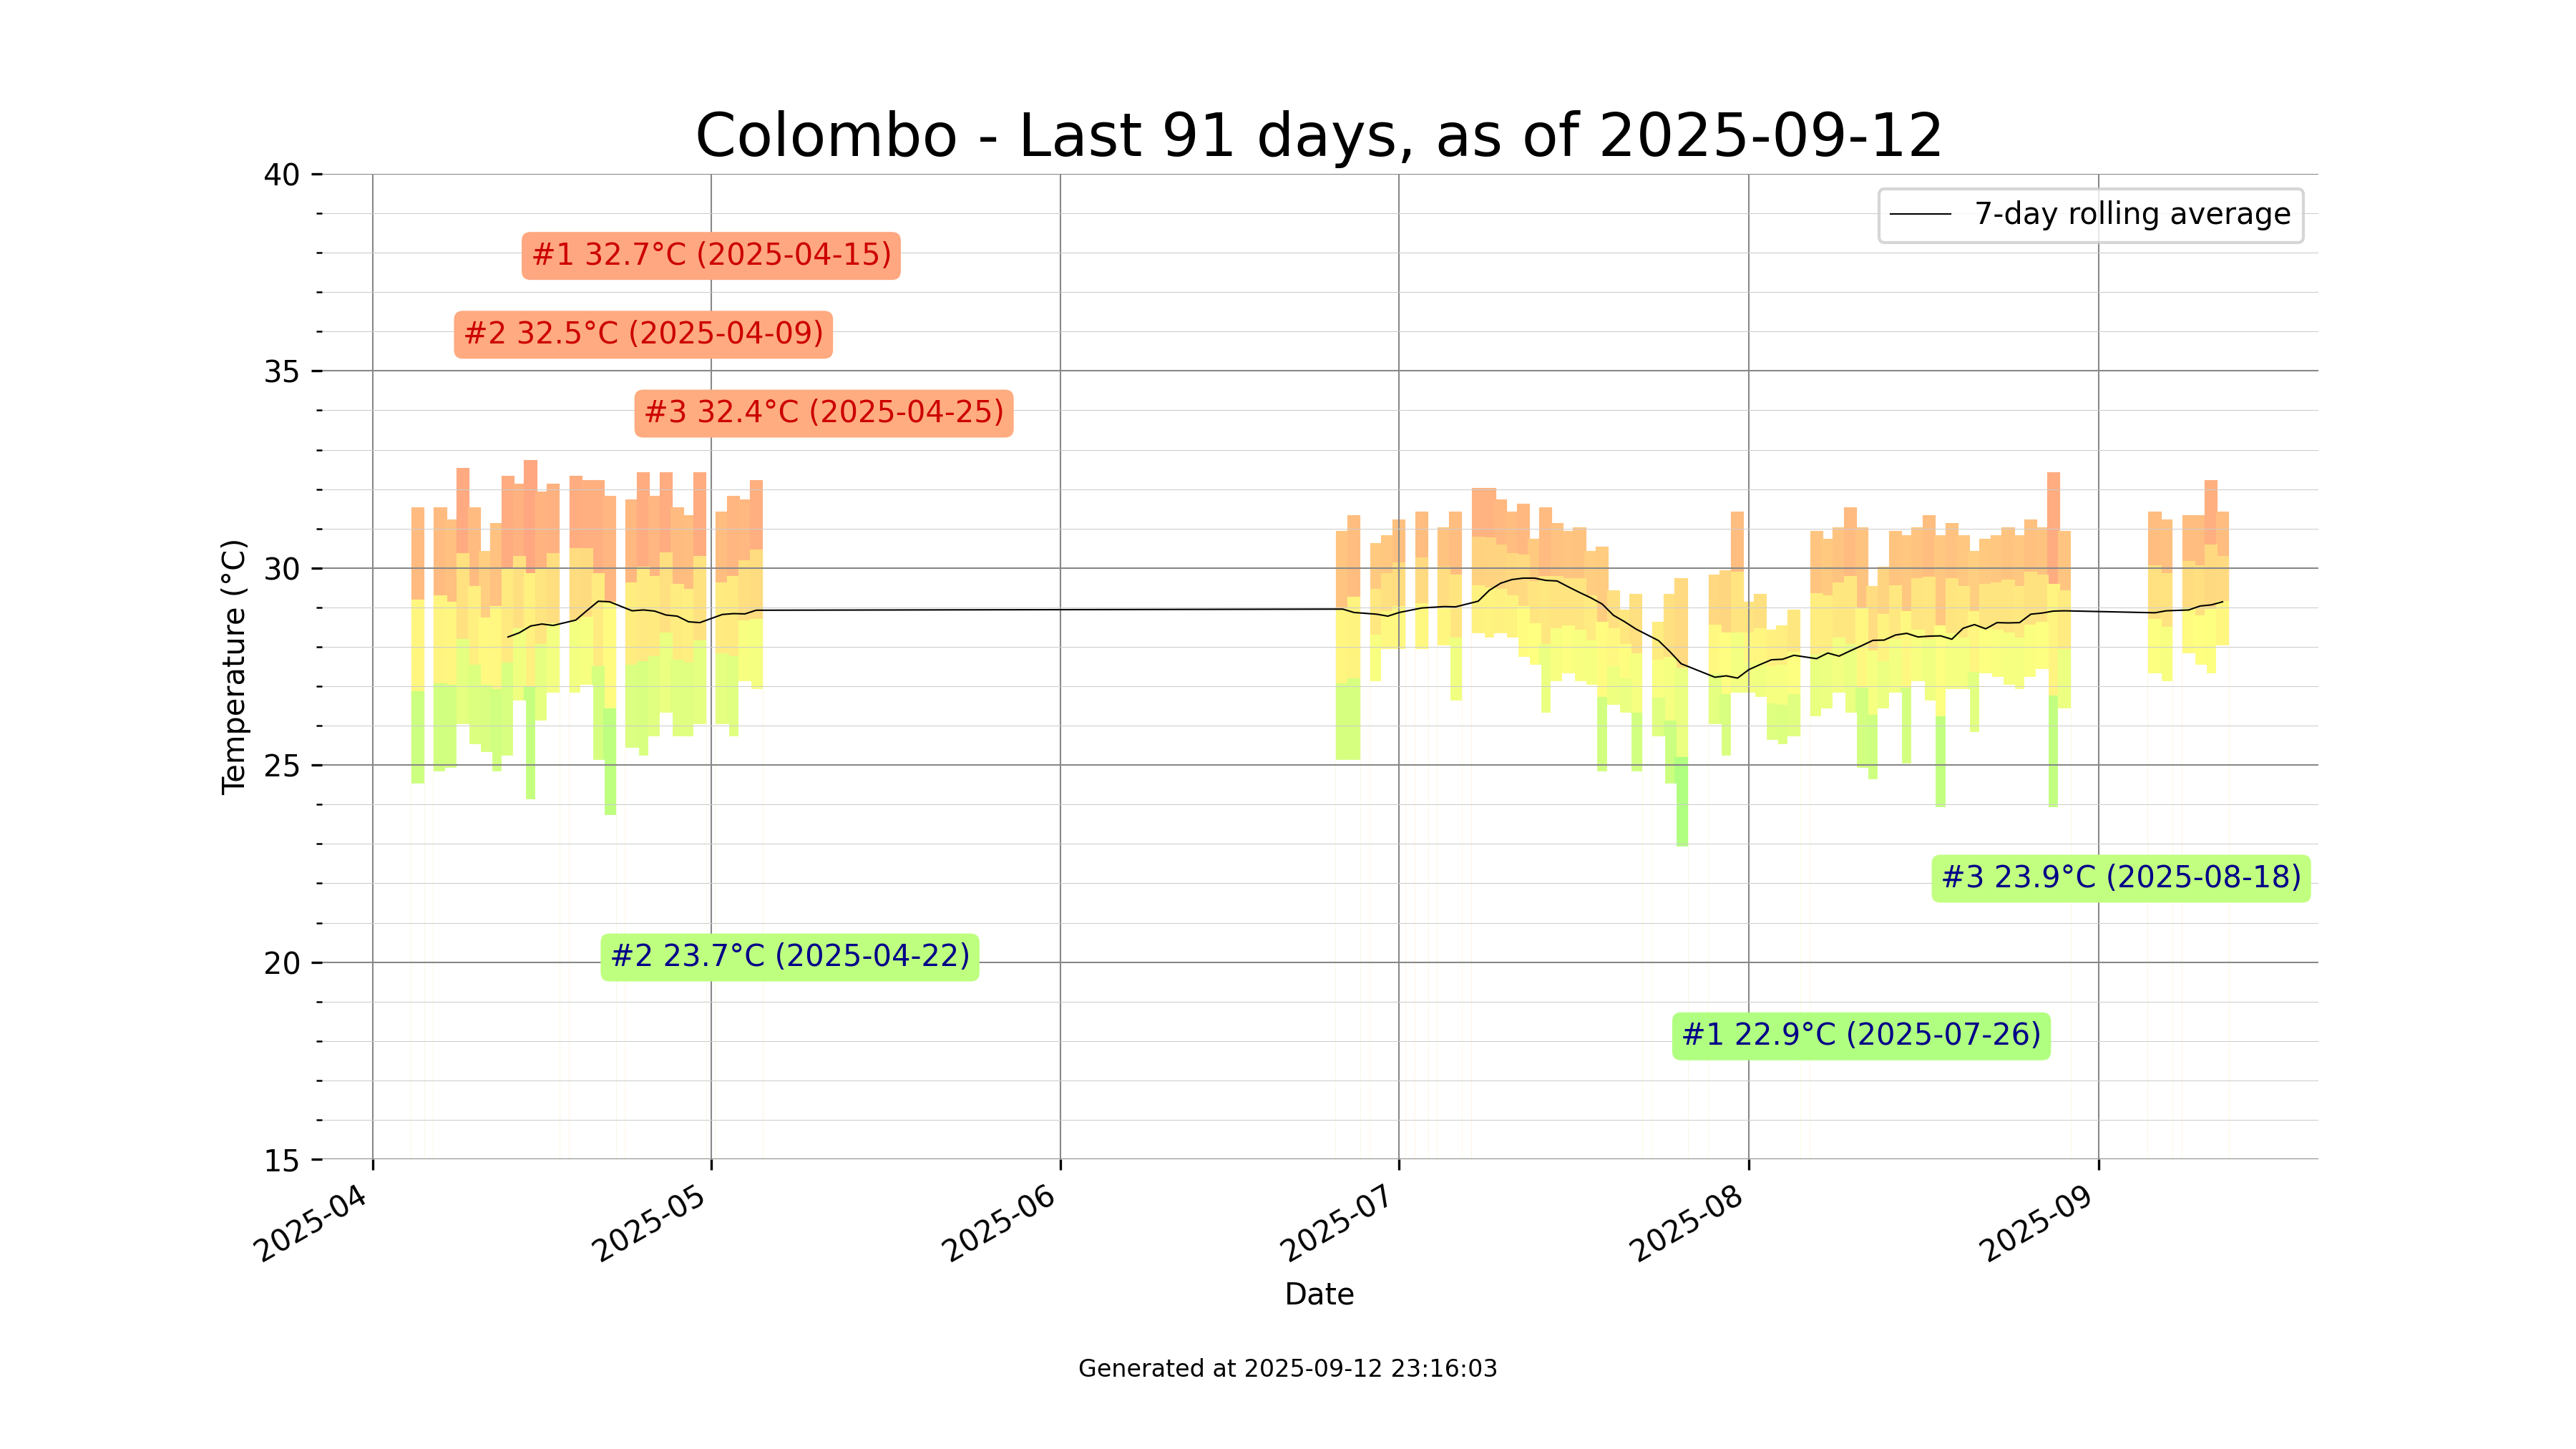 Colombo - Last 91 days, as of 2025-09-12
7-day rolling average
#1 32.7°C (2025-04-15)
#2 32.5°C (2025-04-09)
#3 32.4°C (2025-04-25)
#3 23.9°C (2025-08-18)
#2 23.7°C (2025-04-22)
#1 22.9°C (2025-07-26)
Temperature (°C)
40
35
30
25
20
15
2025-04
2025-05
2025-06
2025-07
2025-08
2025-09
Date
Generated at 2025-09-12 23:16:03